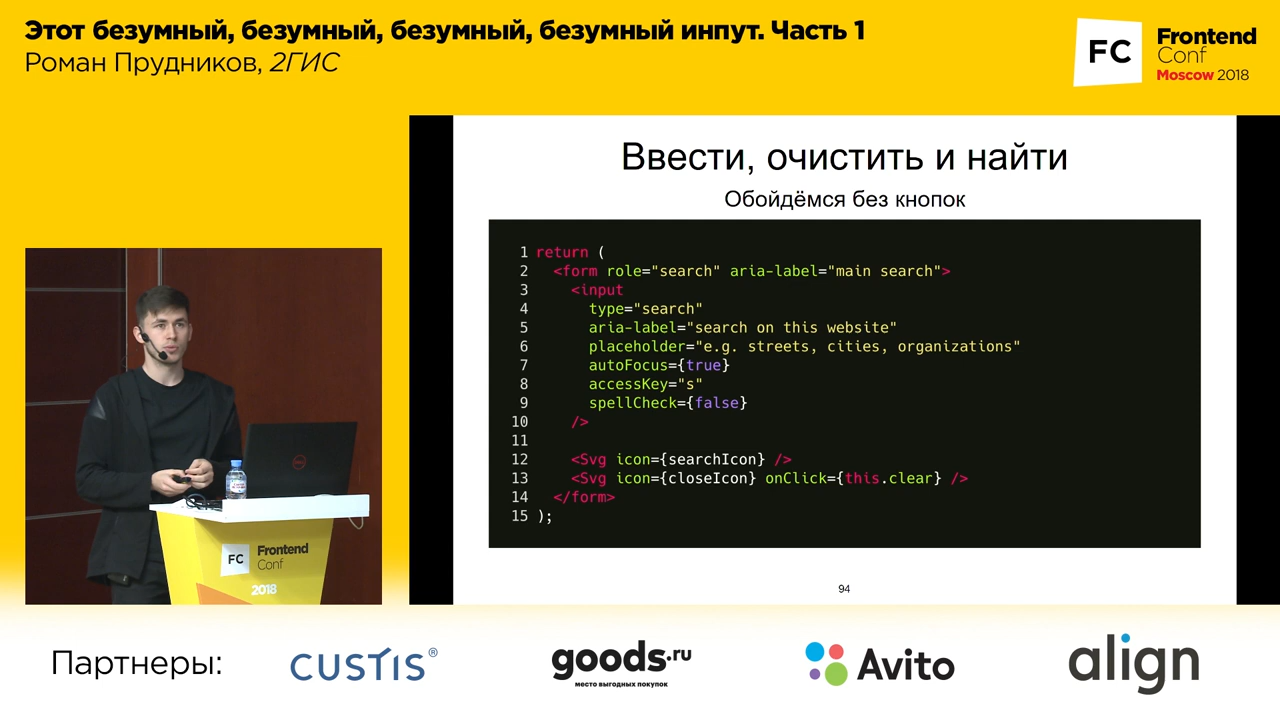 Этот безумный, безумный, безумный, безумный инпут. Часть 1
Роман Прудников, 2ГИС
FC
Frontend
Conf
Moscow 2018
Ввести, очистить и найти
Обойдёмся без кнопок
1 return (
2 <form role="search" aria-label="main search">
3 <input
4 type="search"
5 aria-label="search on this website"
6 placeholder="e.g. streets, cities, organizations"
7 autoFocus={true}
8 accessKey="s"
9 spellCheck={false}
10 />
11
12 <Svg icon={searchIcon} />
13 <Svg icon={closeIcon} onClick={this.clear} />
14 </form>
15 );
94
FC
Frontend
Conf
2018
Партнеры:
CUSTIS®
goods.ru
место выгодных покупок
Avito
align